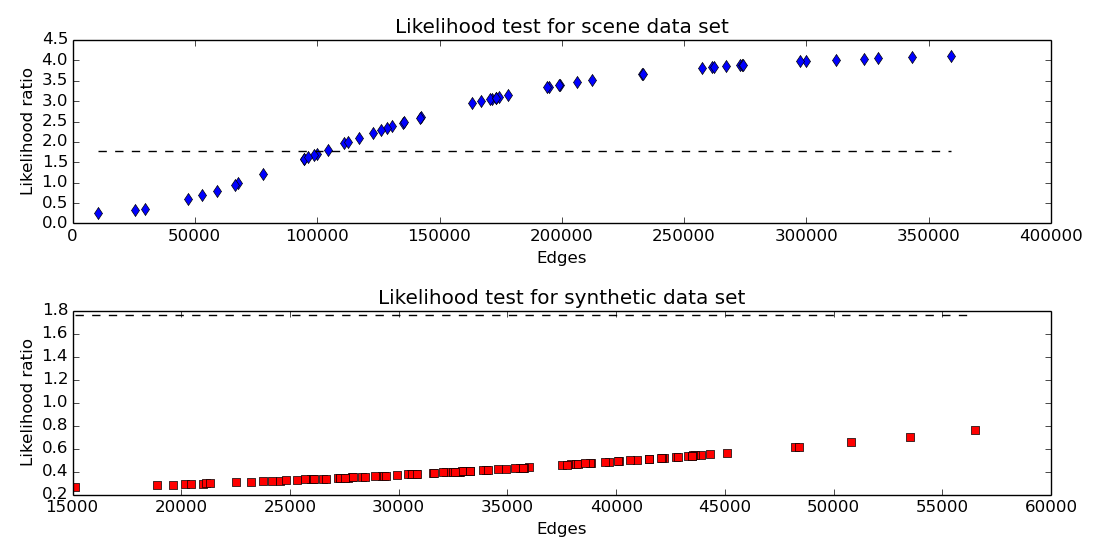 Likelihood test for scene data set
Likelihood ratio
4.5
4.0
3.5
3.0
2.5
2.0
1.5
1.0
0.5
0.0
0 50000 100000 150000 200000 250000 300000 350000 400000
Edges
Likelihood test for synthetic data set
Likelihood ratio
1.8
1.6
1.4
1.2
1.0
0.8
0.6
0.4
0.2
15000 20000 25000 30000 35000 40000 45000 50000 55000 60000
Edges